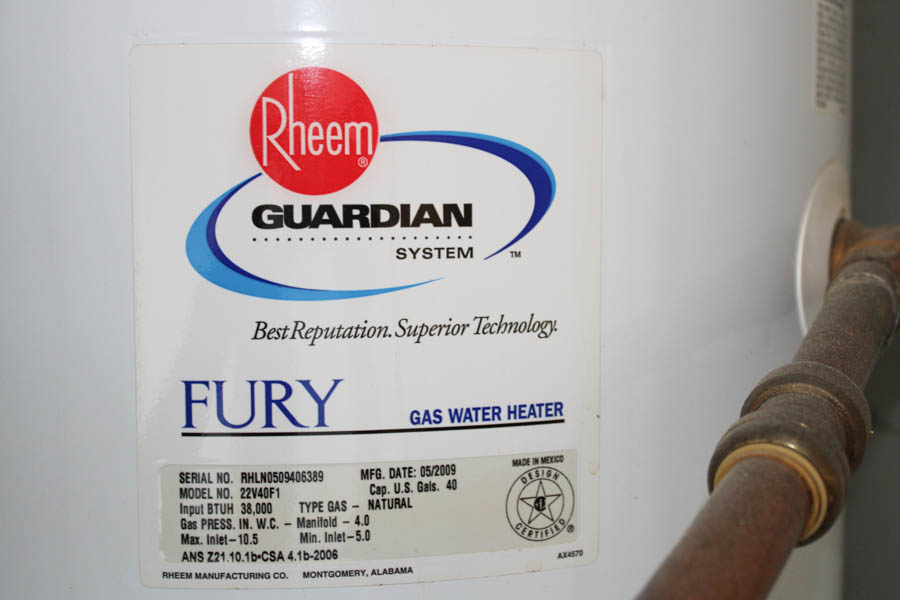 Rheem®
GUARDIAN
SYSTEM ™
Best Reputation. Superior Technology.
FURY
GAS WATER HEATER
SERIAL NO. RHLN0509406389 MFG. DATE: 05/2009
MODEL NO. 22V40F1 Cap. U.S. Gals. 40
Input BTUH 38,000 TYPE GAS – NATURAL
Gas PRESS. IN. W.C. – Manifold – 4.0
Max. Inlet–10.5 Min. Inlet–5.0
ANS Z21.10.1b•CSA 4.1b-2006
MADE IN MEXICO
DESIGN
CERTIFIED
®
AX4570
RHEEM MANUFACTURING CO. MONTGOMERY, ALABAMA